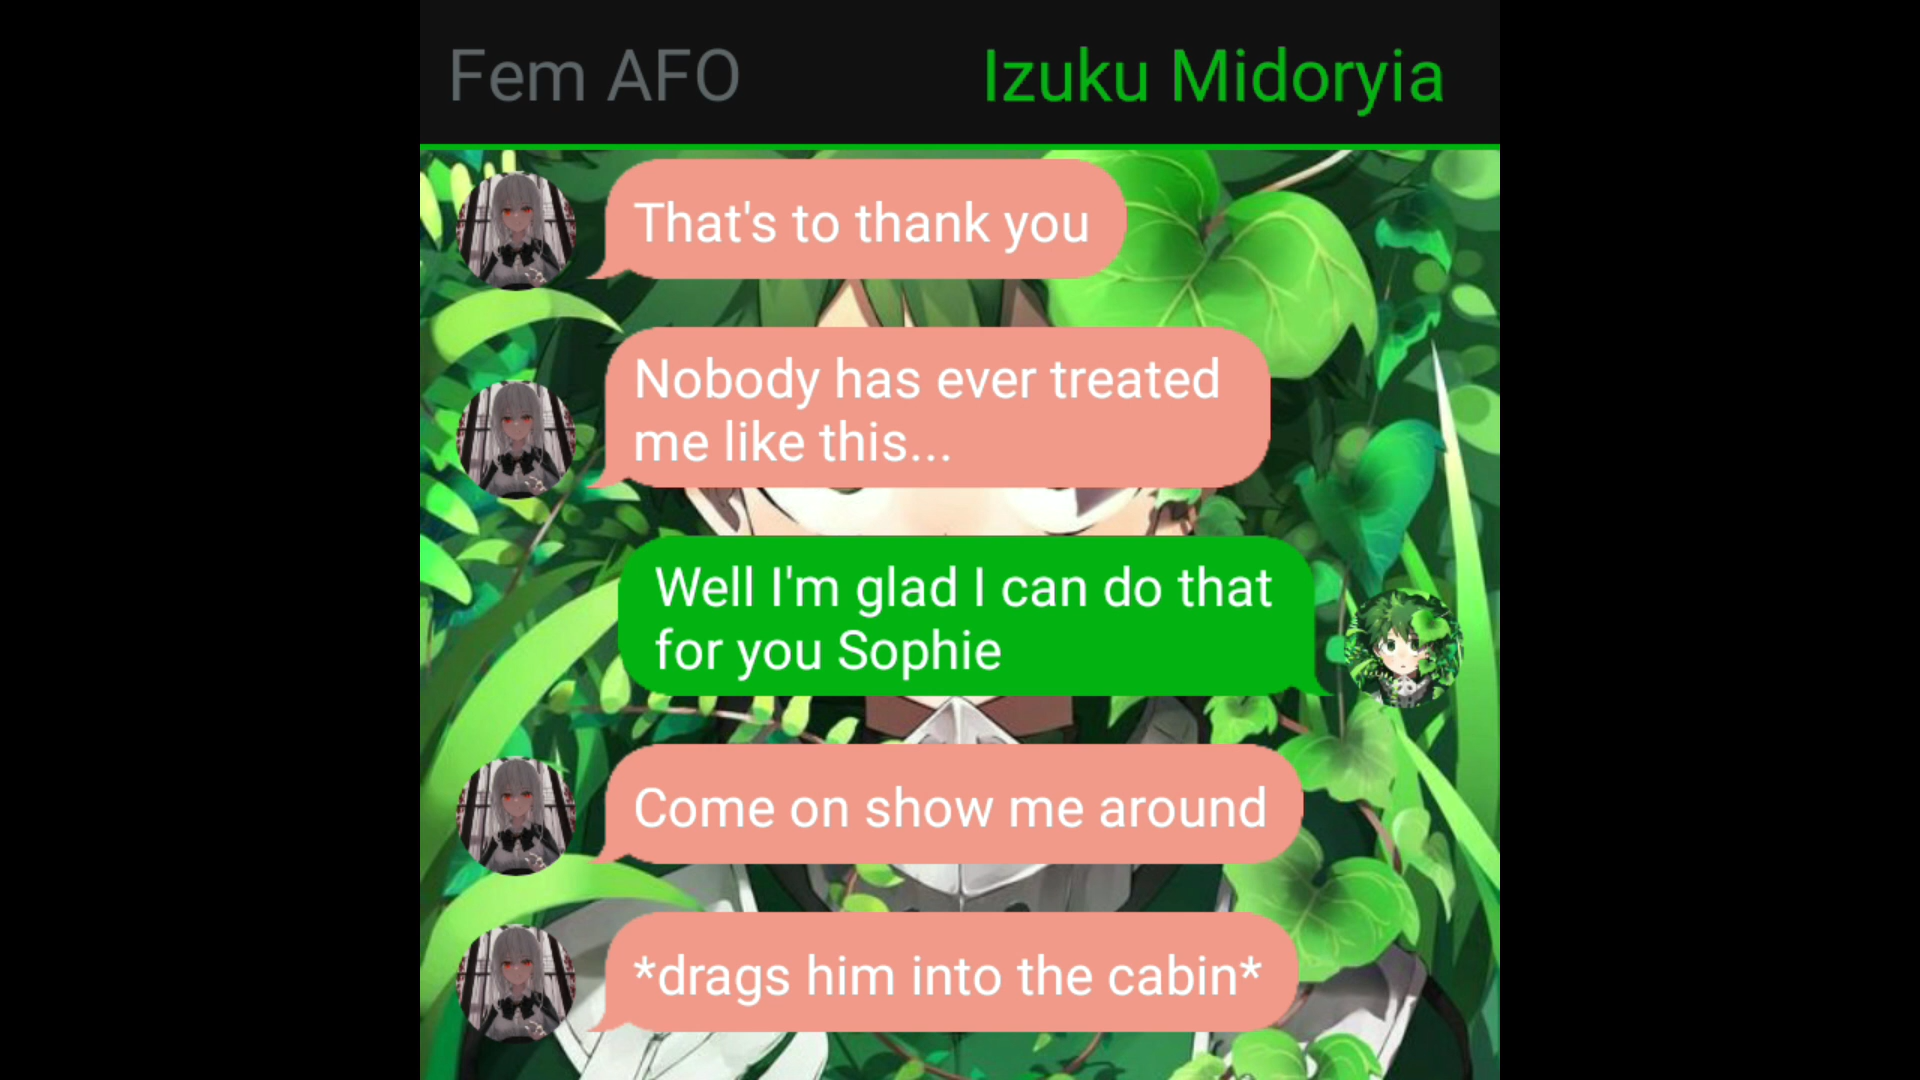 Fem AFO
Izuku Midoryia
That's to thank you
Nobody has ever treated
me like this...
Well I'm glad I can do that
for you Sophie
Come on show me around
*drags him into the cabin*